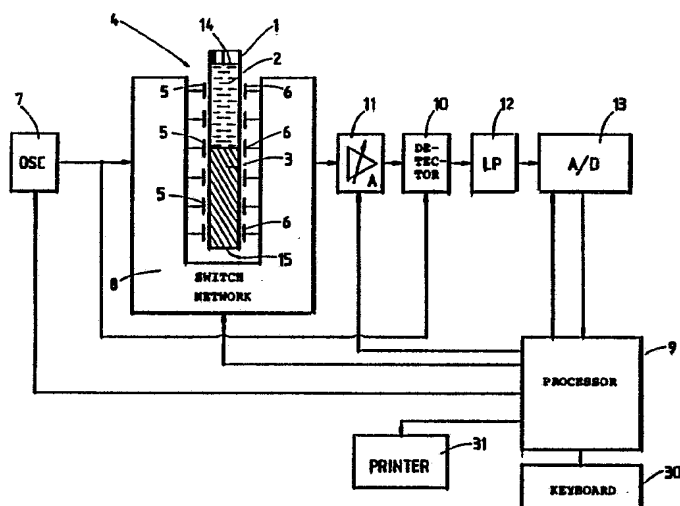 14
1
4
2
7
5
6
11
10
12
13
OSC
5
6
A
DE-
TEC-
TOR
LP
A/D
3
5
6
15
8
SWITCH
NETWORK
9
PROCESSOR
PRINTER
31
KEYBOARD
30